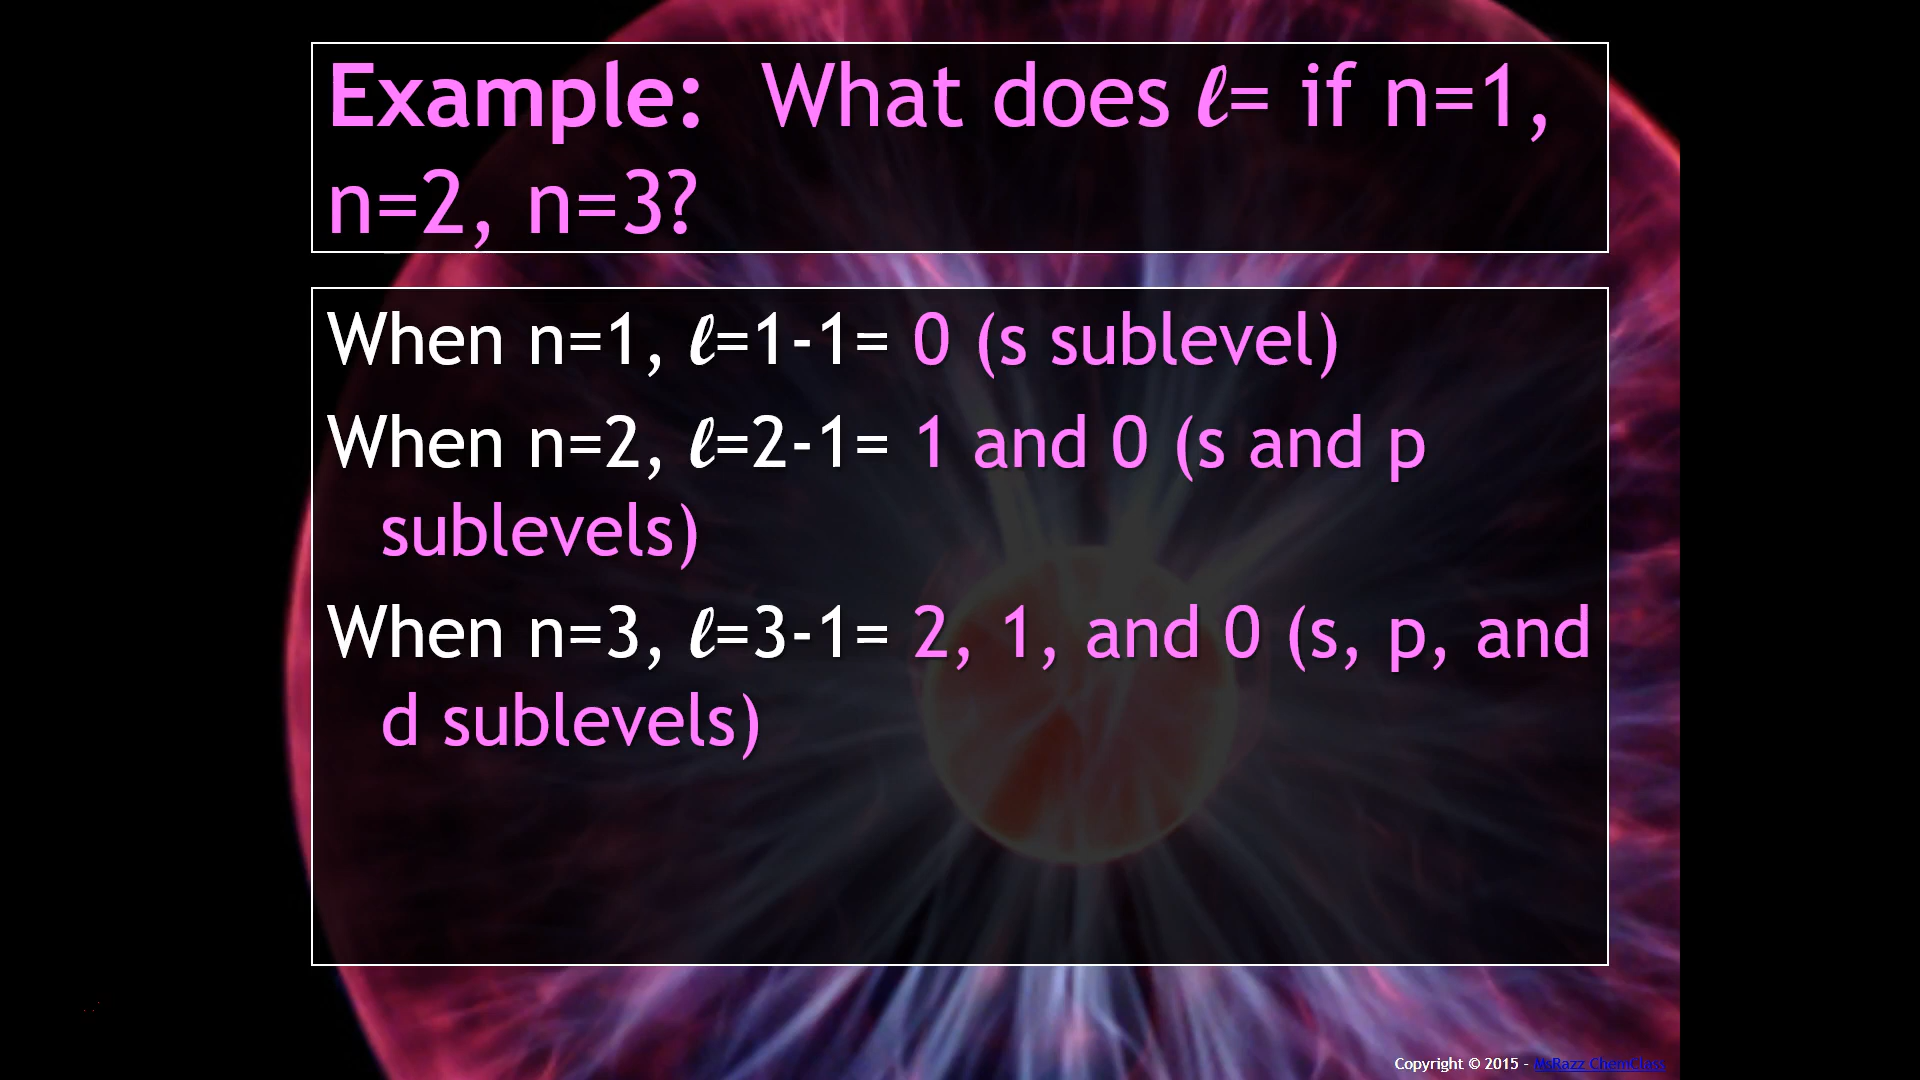 Example:  What does ℓ= if n=1,
n=2, n=3?
When n=1, ℓ=1-1= 0 (s sublevel)
When n=2, ℓ=2-1= 1 and 0 (s and p
sublevels)
When n=3, ℓ=3-1= 2, 1, and 0 (s, p, and
d sublevels)
Copyright © 2015 - MsRazz ChemClass